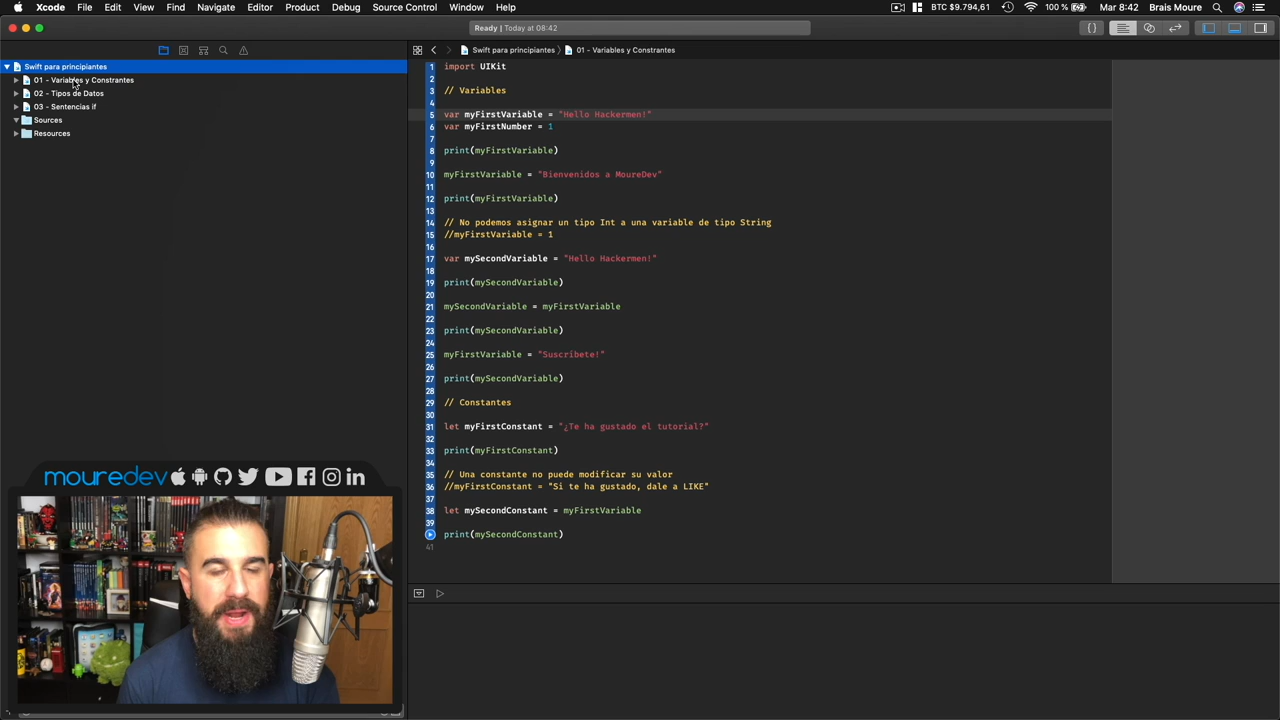 Xcode File Edit View Find Navigate Editor Product Debug Source Control Window Help
BTC $9.794,61 100 % Mar 8:42 Brais Moure
Ready | Today at 08:42
Swift para principiantes
01 - Variables y Constrantes
02 - Tipos de Datos
03 - Sentencias if
Sources
Resources
Swift para principiantes 01 - Variables y Constrantes
1 import UIKit
2
3 // Variables
4
5 var myFirstVariable = "Hello Hackermen!"
6 var myFirstNumber = 1
7
8 print(myFirstVariable)
9
10 myFirstVariable = "Bienvenidos a MoureDev"
11
12 print(myFirstVariable)
13
14 // No podemos asignar un tipo Int a una variable de tipo String
15 //myFirstVariable = 1
16
17 var mySecondVariable = "Hello Hackermen!"
18
19 print(mySecondVariable)
20
21 mySecondVariable = myFirstVariable
22
23 print(mySecondVariable)
24
25 myFirstVariable = "Suscríbete!"
26
27 print(mySecondVariable)
28
29 // Constantes
30
31 let myFirstConstant = "¿Te ha gustado el tutorial?"
32
33 print(myFirstConstant)
34
35 // Una constante no puede modificar su valor
36 //myFirstConstant = "Si te ha gustado, dale a LIKE"
37
38 let mySecondConstant = myFirstVariable
39
print(mySecondConstant)
41
mouredev